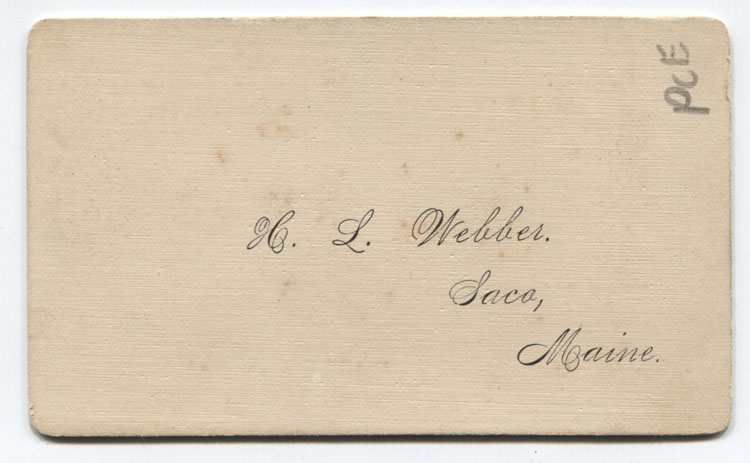 H. L. Webber.
Saco,
Maine.
PCE